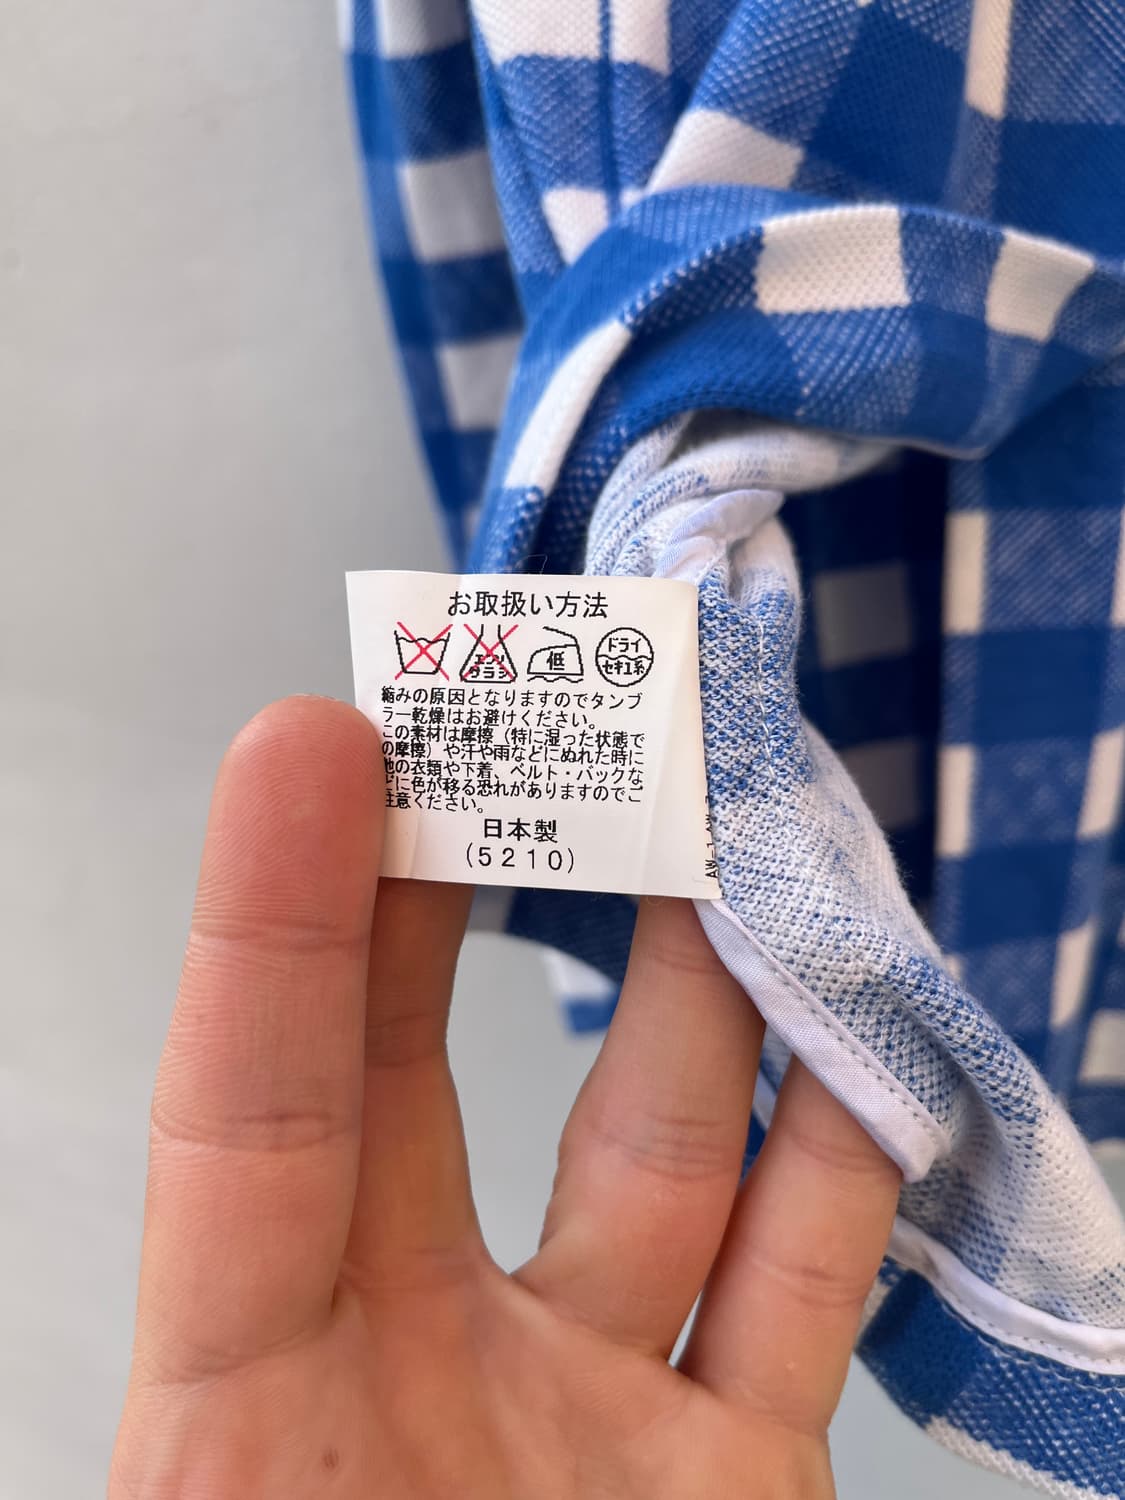 お取扱い方法
エンソ
サラシ
低
ドライ
セキユ系
縮みの原因となりますのでタンブ
ラー乾燥はお避けください。
この素材は摩擦（特に湿った状態で
の摩擦）や汗や雨などにぬれた時に
他の衣類や下着、ベルト・バックな
どに色が移る恐れがありますのでご
注意ください。
日本製
(5210)